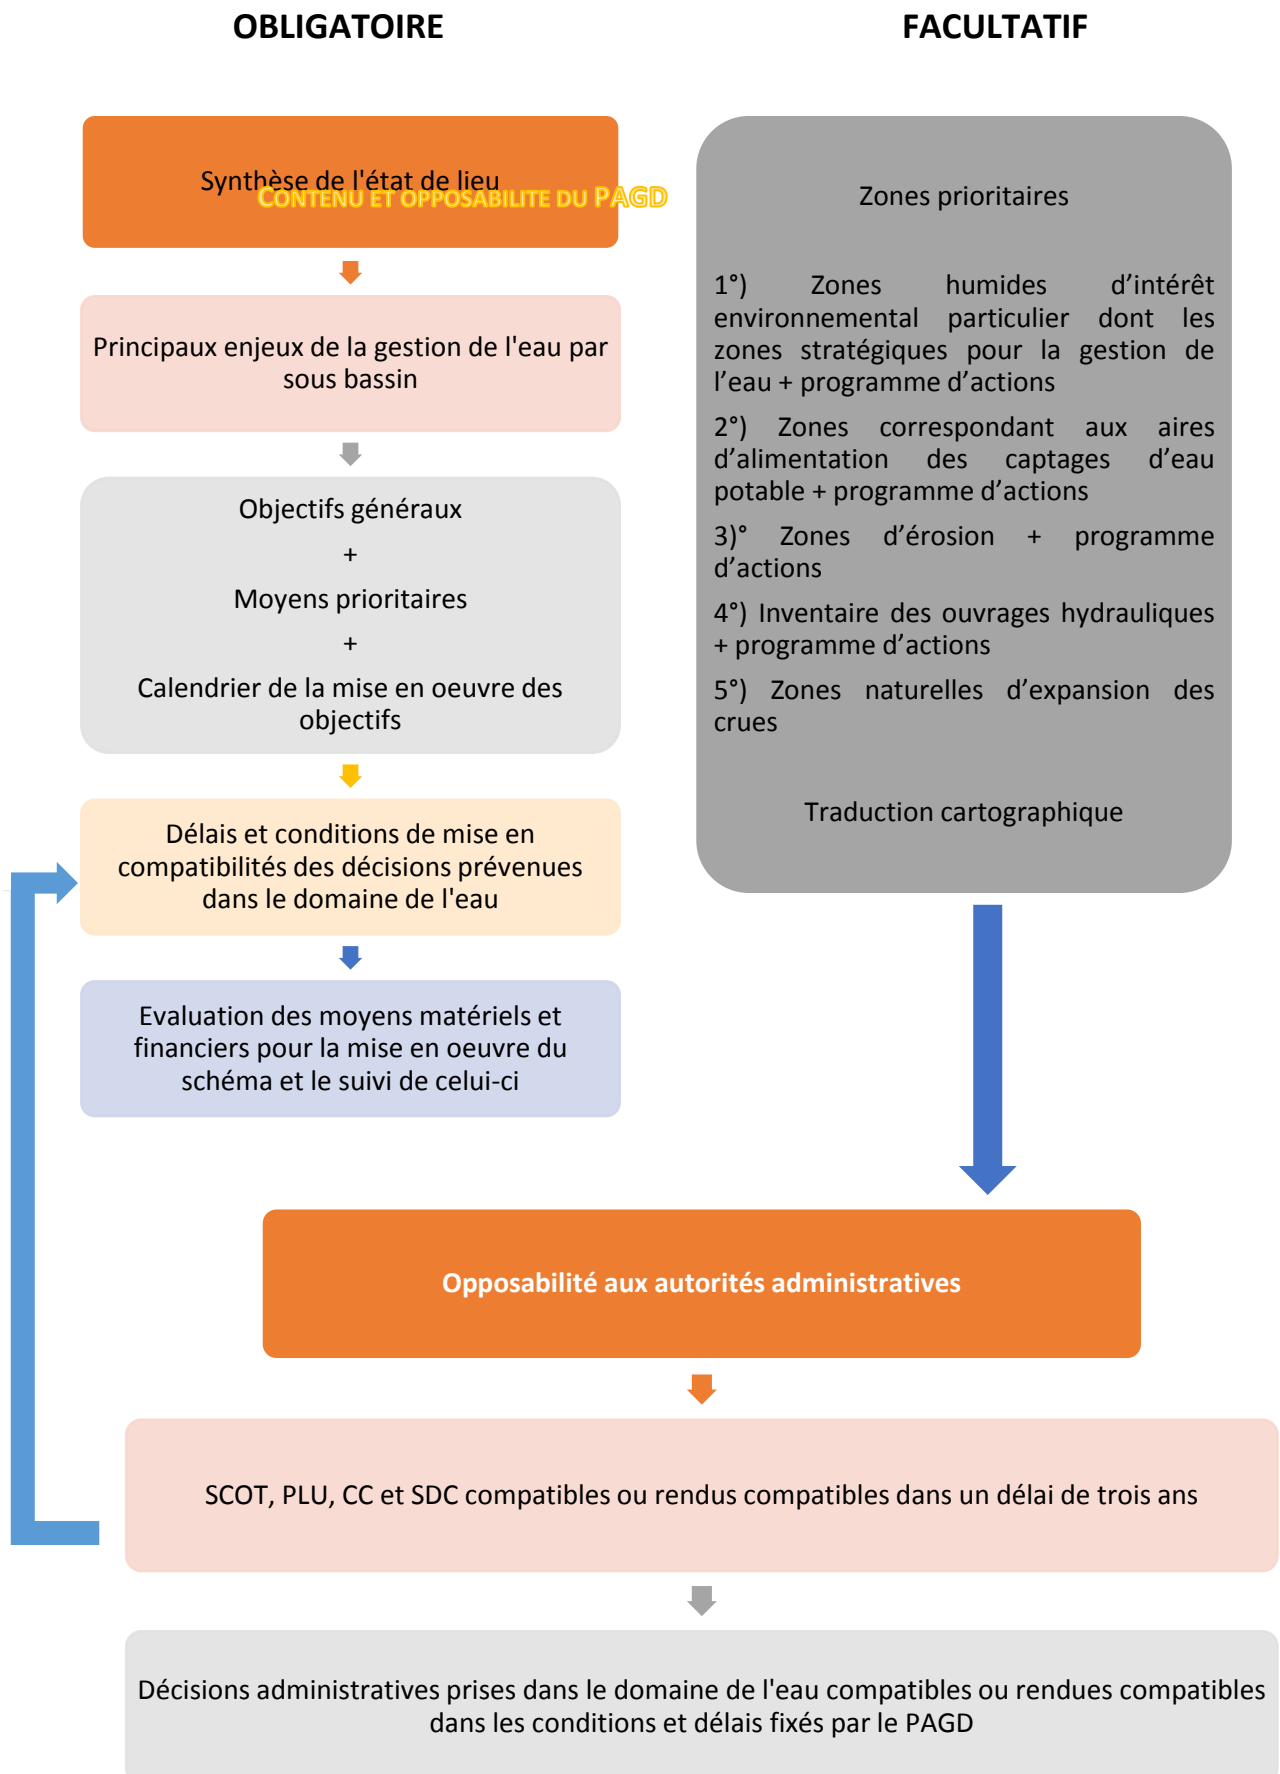 OBLIGATOIRE
FACULTATIF
Synthèse de l'état de lieu
CONTENU ET OPPOSABILITE DU PAGD
Principaux enjeux de la gestion de l'eau par
sous bassin
Objectifs généraux
+
Moyens prioritaires
+
Calendrier de la mise en oeuvre des
objectifs
Délais et conditions de mise en
compatibilités des décisions prévenues
dans le domaine de l'eau
Evaluation des moyens matériels et
financiers pour la mise en oeuvre du
schéma et le suivi de celui-ci
Zones prioritaires
1°) Zones humides d’intérêt
environnemental particulier dont les
zones stratégiques pour la gestion de
l’eau + programme d’actions
2°) Zones correspondant aux aires
d’alimentation des captages d’eau
potable + programme d’actions
3)° Zones d’érosion + programme
d’actions
4°) Inventaire des ouvrages hydrauliques
+ programme d’actions
5°) Zones naturelles d’expansion des
crues
Traduction cartographique
Opposabilité aux autorités administratives
SCOT, PLU, CC et SDC compatibles ou rendus compatibles dans un délai de trois ans
Décisions administratives prises dans le domaine de l'eau compatibles ou rendues compatibles
dans les conditions et délais fixés par le PAGD